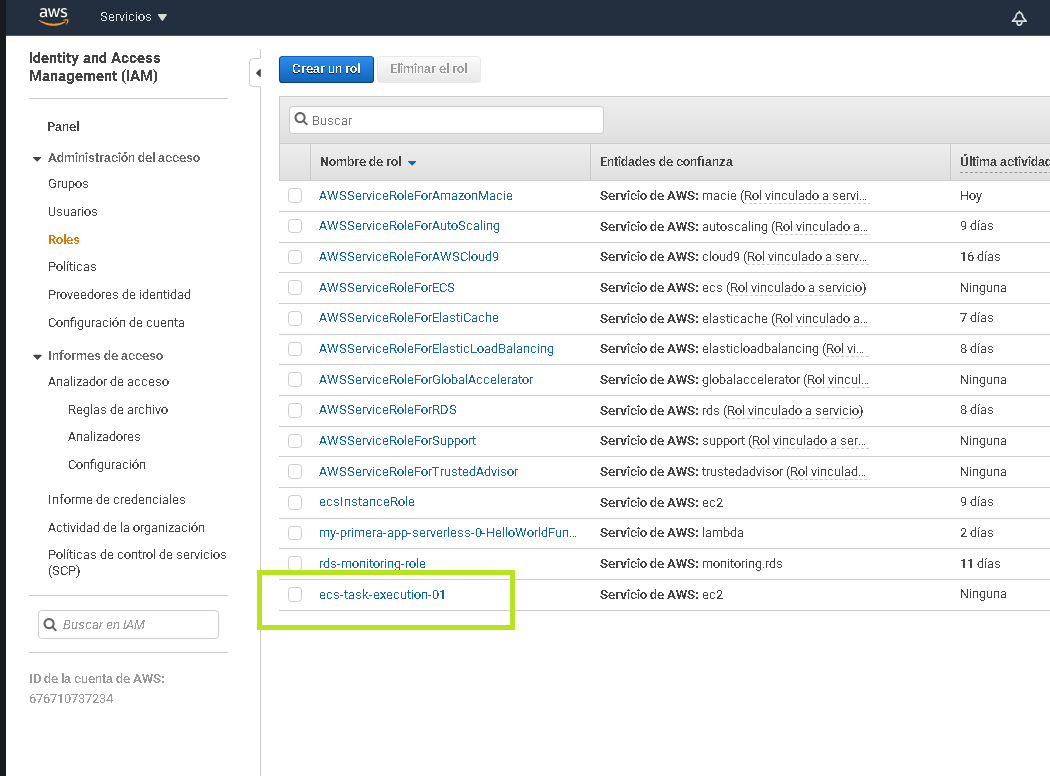 aws
Servicios
Identity and Access
Management (IAM)
Panel
Administración del acceso
Grupos
Usuarios
Roles
Políticas
Proveedores de identidad
Configuración de cuenta
Informes de acceso
Analizador de acceso
Reglas de archivo
Analizadores
Configuración
Informe de credenciales
Actividad de la organización
Políticas de control de servicios
(SCP)
Buscar en IAM
ID de la cuenta de AWS:
676710737234
Crear un rol Eliminar el rol
Buscar
Nombre de rol Entidades de confianza Última actividad
AWSServiceRoleForAmazonMacie Servicio de AWS: macie (Rol vinculado a servi... Hoy
AWSServiceRoleForAutoScaling Servicio de AWS: autoscaling (Rol vinculado a... 9 días
AWSServiceRoleForAWSCloud9 Servicio de AWS: cloud9 (Rol vinculado a serv... 16 días
AWSServiceRoleForECS Servicio de AWS: ecs (Rol vinculado a servicio) Ninguna
AWSServiceRoleForElastiCache Servicio de AWS: elasticache (Rol vinculado a... 7 días
AWSServiceRoleForElasticLoadBalancing Servicio de AWS: elasticloadbalancing (Rol vi... 8 días
AWSServiceRoleForGlobalAccelerator Servicio de AWS: globalaccelerator (Rol vincul... Ninguna
AWSServiceRoleForRDS Servicio de AWS: rds (Rol vinculado a servicio) 8 días
AWSServiceRoleForSupport Servicio de AWS: support (Rol vinculado a ser... Ninguna
AWSServiceRoleForTrustedAdvisor Servicio de AWS: trustedadvisor (Rol vinculad... Ninguna
ecsInstanceRole Servicio de AWS: ec2 9 días
my-primera-app-serverless-0-HelloWorldFun... Servicio de AWS: lambda 2 días
rds-monitoring-role Servicio de AWS: monitoring.rds 11 días
ecs-task-execution-01 Servicio de AWS: ec2 Ninguna